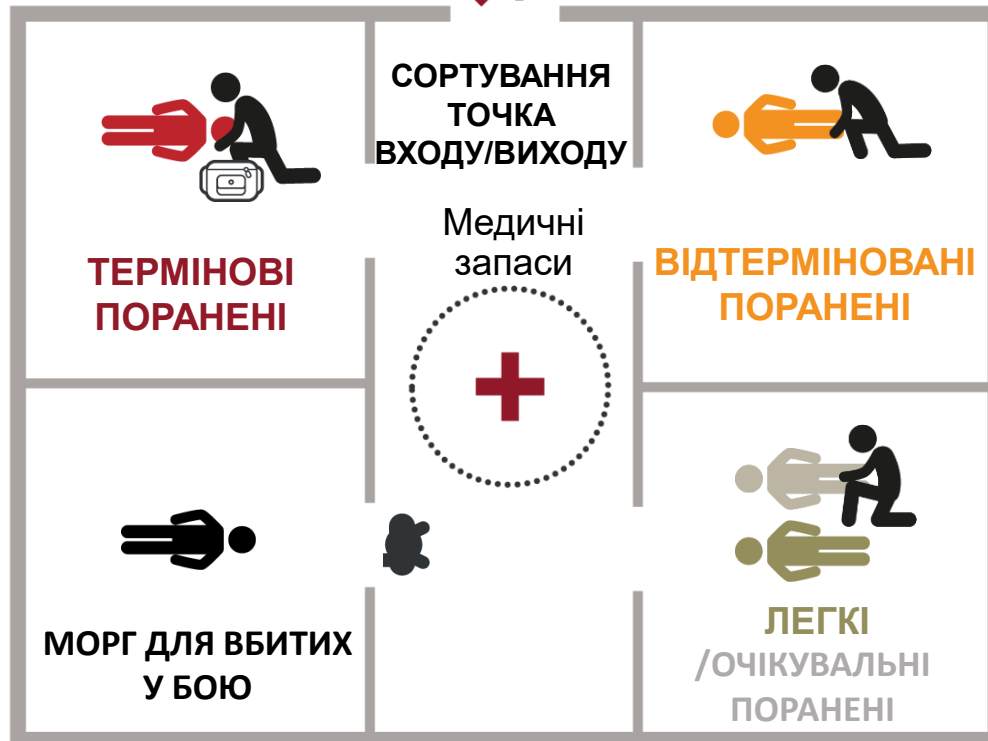 СОРТУВАННЯ
ТОЧКА
ВХОДУ/ВИХОДУ
Медичні
запаси
ТЕРМІНОВІ
ПОРАНЕНІ
ВІДТЕРМІНОВАНІ
ПОРАНЕНІ
МОРГ ДЛЯ ВБИТИХ
У БОЮ
ЛЕГКІ
/ОЧІКУВАЛЬНІ
ПОРАНЕНІ